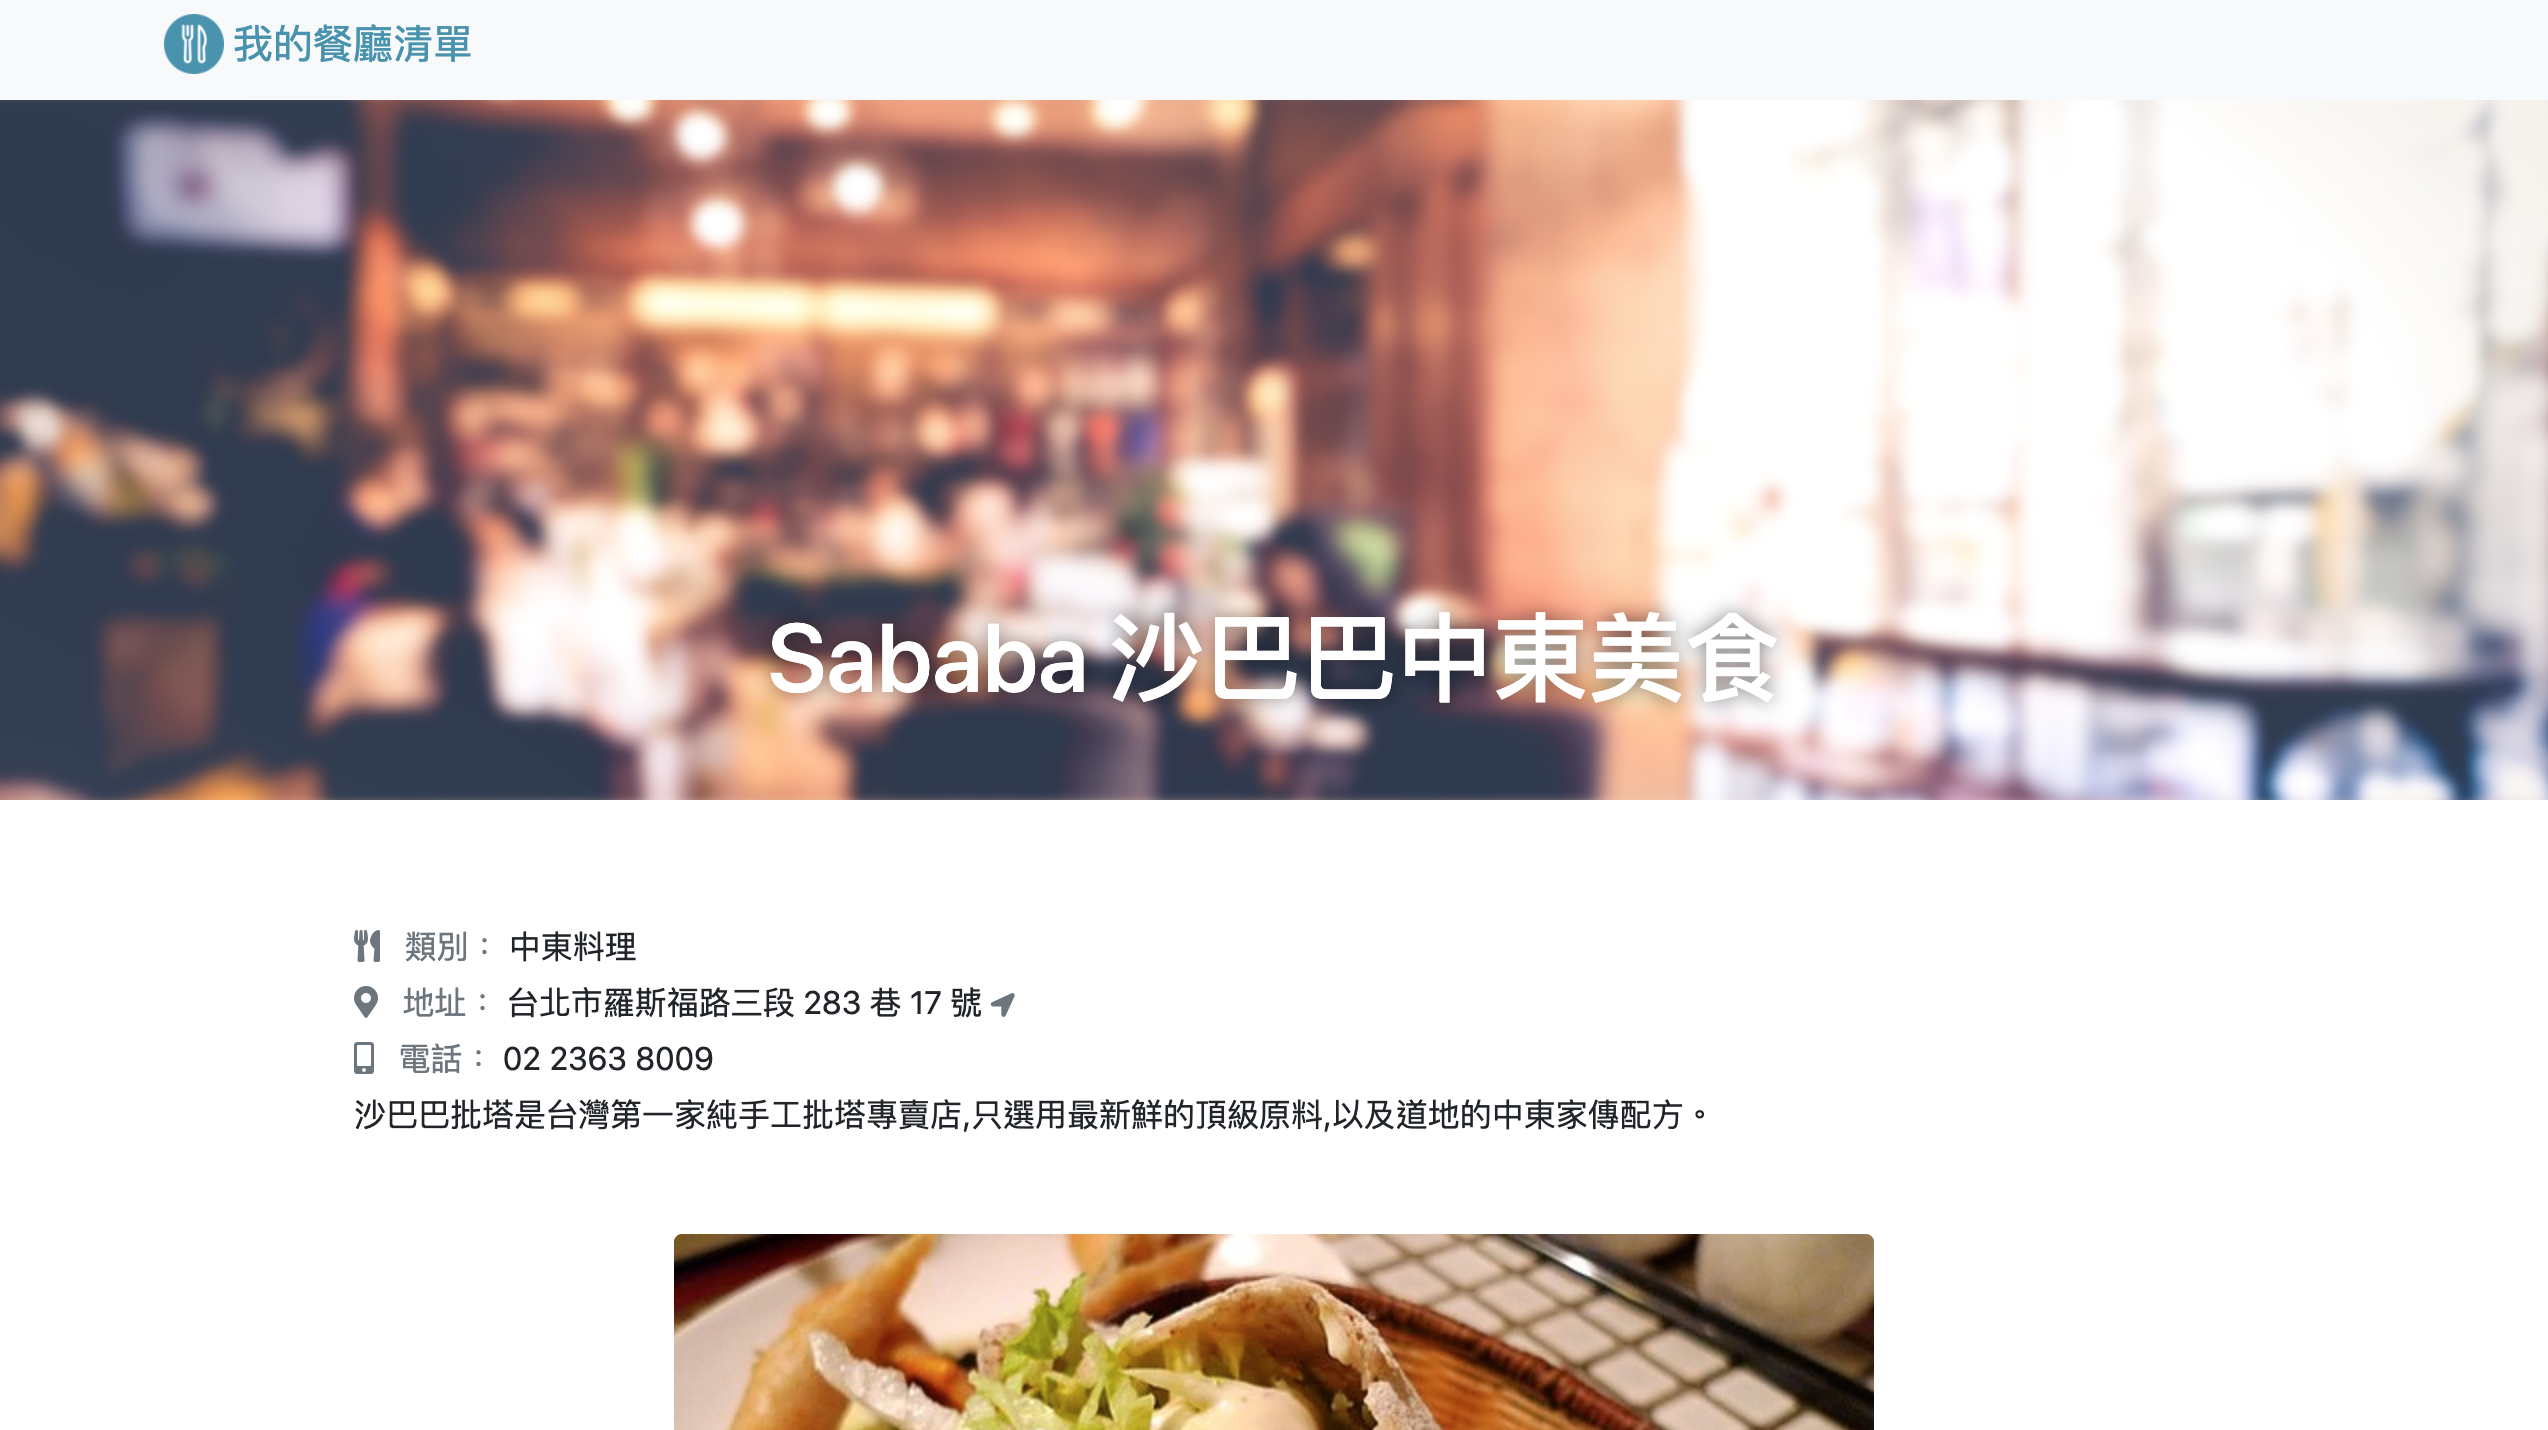 我的餐廳清單
Sababa 沙巴巴中東美食
類別： 中東料理
地址： 台北市羅斯福路三段 283 巷 17 號
電話： 02 2363 8009
沙巴巴批塔是台灣第一家純手工批塔專賣店,只選用最新鮮的頂級原料,以及道地的中東家傳配方。